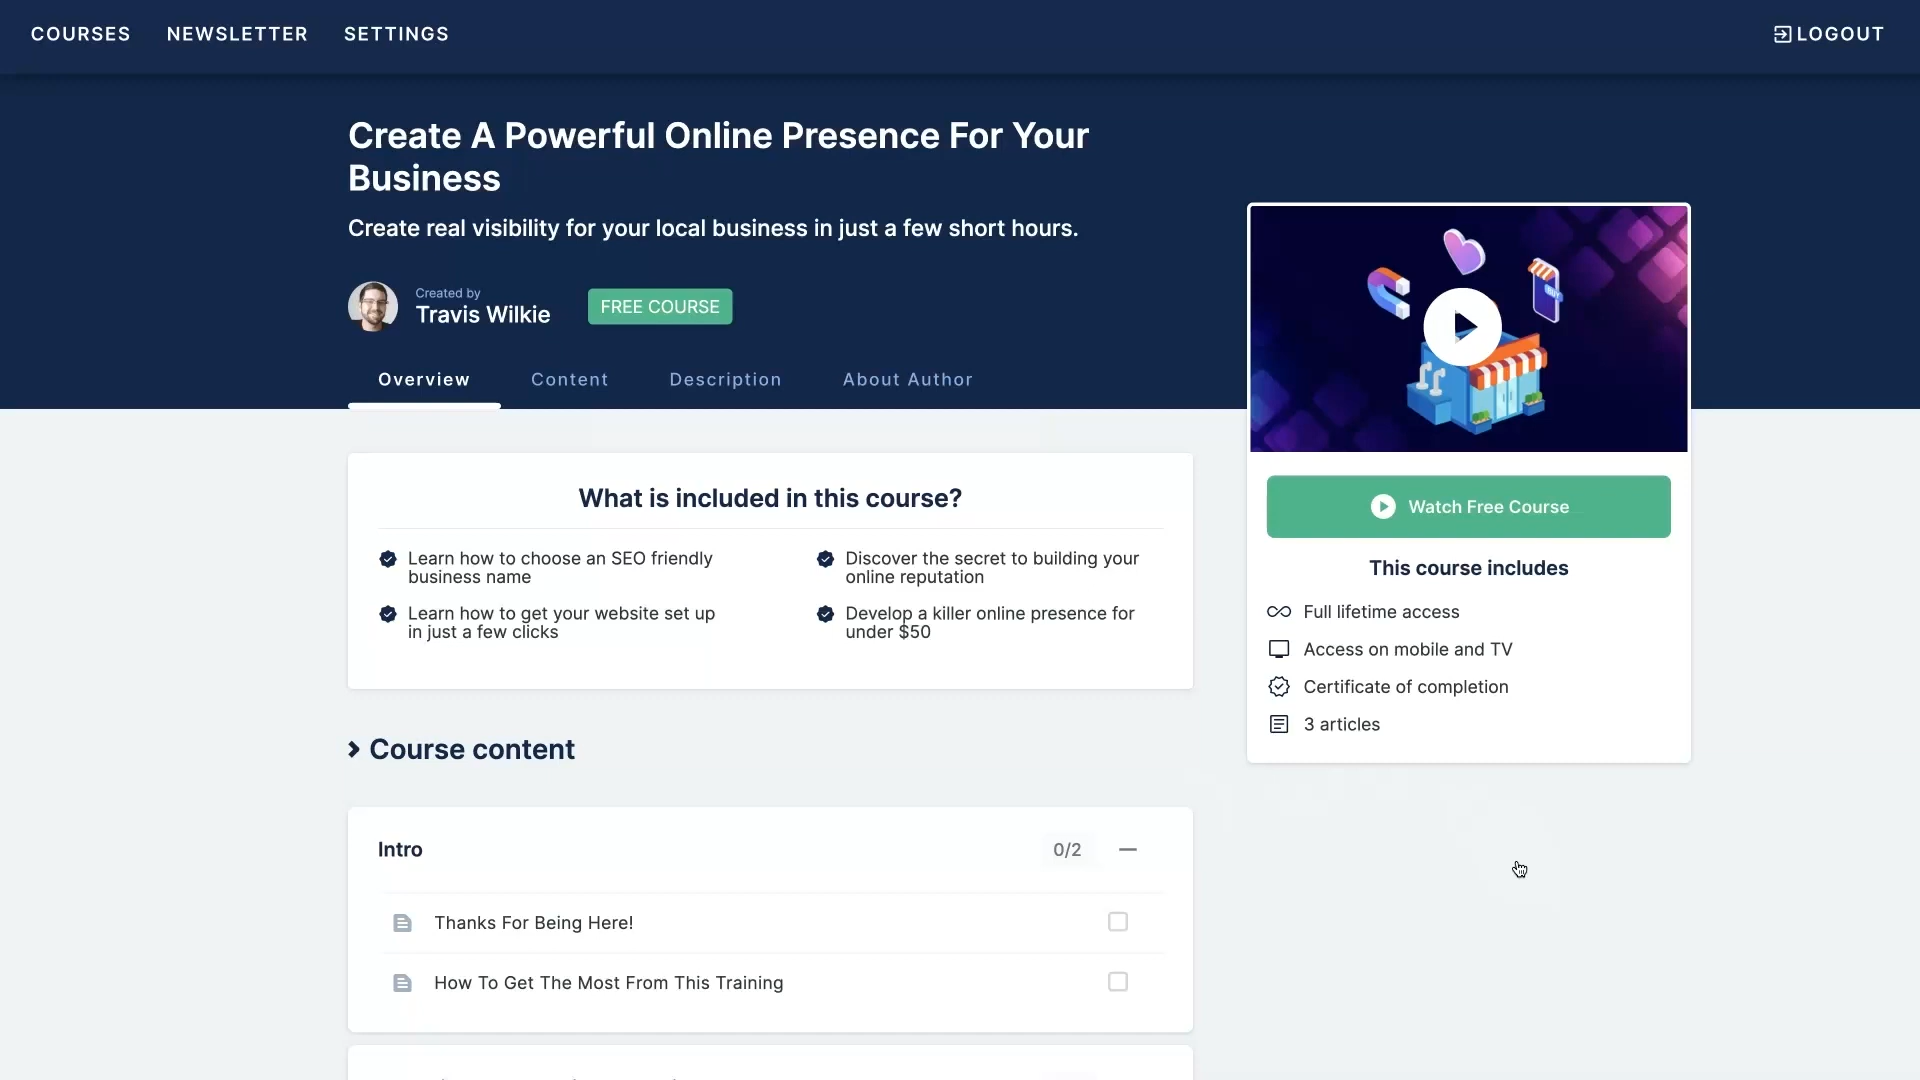 COURSES NEWSLETTER SETTINGS LOGOUT
Create A Powerful Online Presence For Your
Business
Create real visibility for your local business in just a few short hours.
Created by
Travis Wilkie
FREE COURSE
Overview Content Description About Author
What is included in this course?
Learn how to choose an SEO friendly
business name
Discover the secret to building your
online reputation
Learn how to get your website set up
in just a few clicks
Develop a killer online presence for
under $50
BUY
Watch Free Course
This course includes
Full lifetime access
Access on mobile and TV
Certificate of completion
3 articles
Course content
Intro 0/2
Thanks For Being Here!
How To Get The Most From This Training